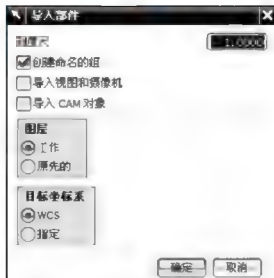 导入部件
比例尺 1.0000
创建命名的组
导入视图和摄像机
导入 CAM 对象
图层
工作
原先的
目标坐标系
WCS
指定
确定 取消